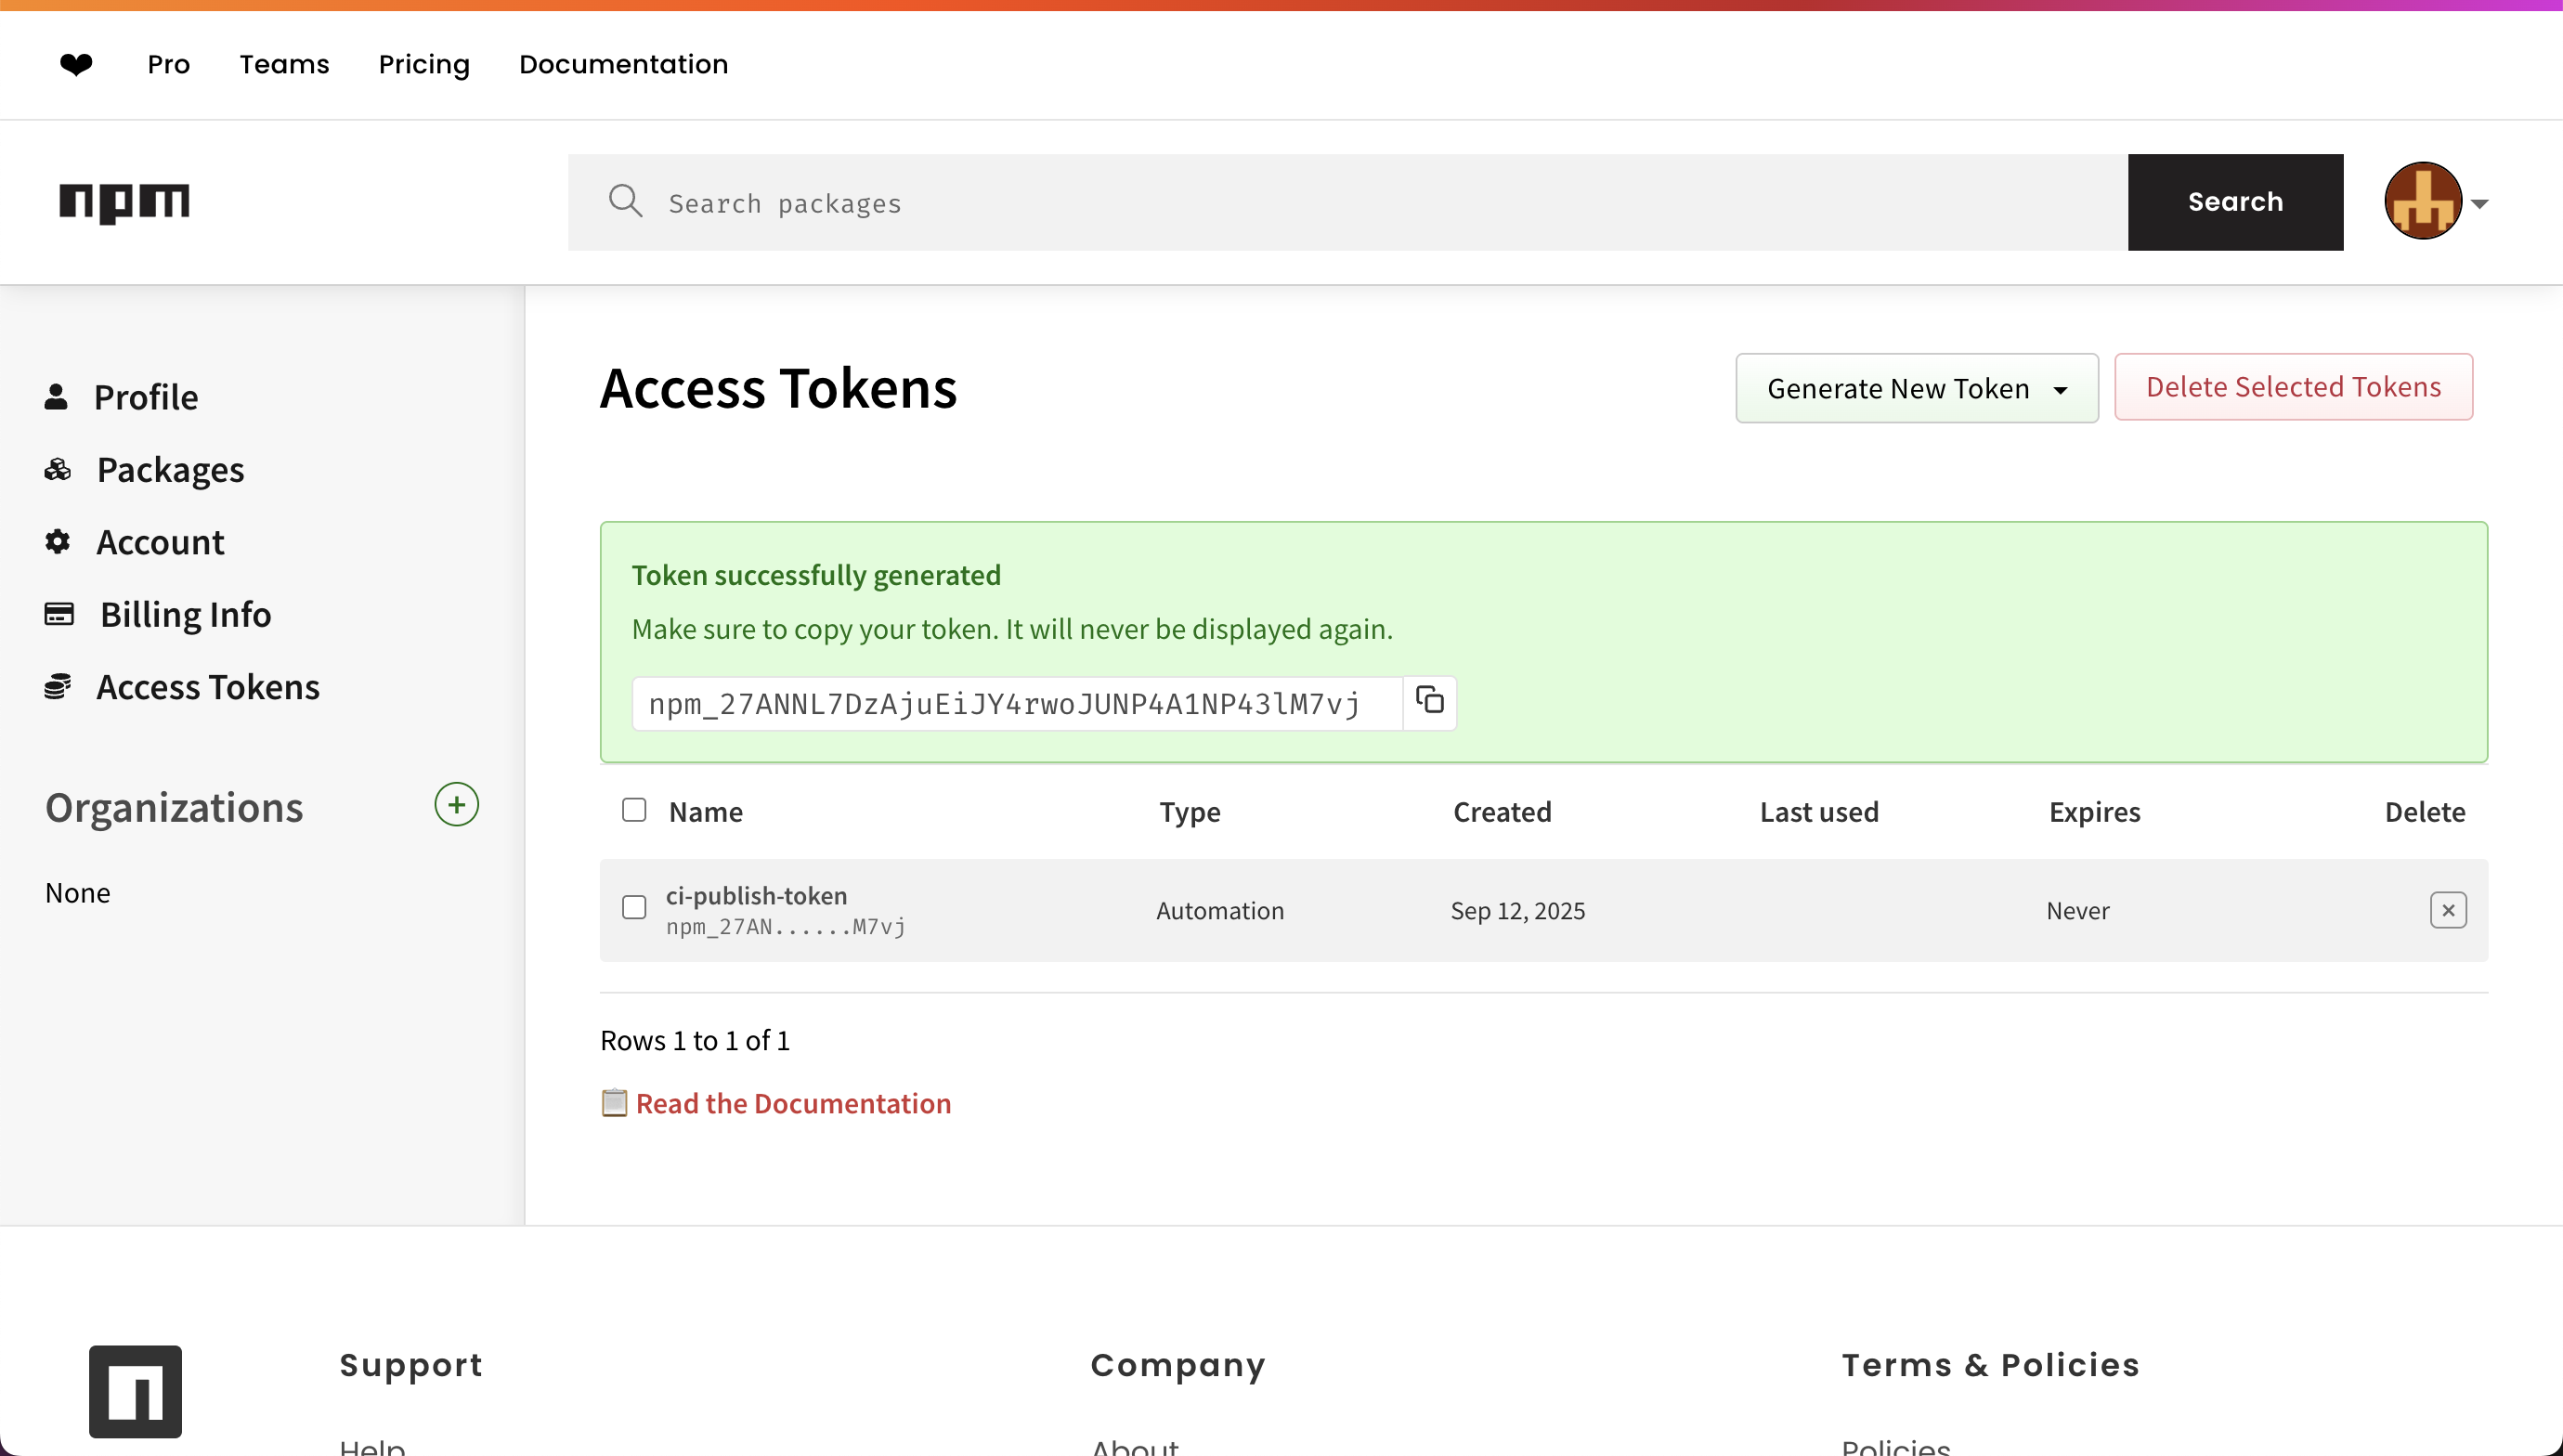 Pro Teams Pricing Documentation
npm
Search packages
Search
Profile
Packages
Account
Billing Info
Access Tokens
Organizations
None
Access Tokens
Generate New Token
Delete Selected Tokens
Token successfully generated
Make sure to copy your token. It will never be displayed again.
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
Name Type Created Last used Expires Delete
ci-publish-token
npm_27AN......M7vj
Automation Sep 12, 2025 Never
Rows 1 to 1 of 1
Read the Documentation
Support Company Terms & Policies
Help About Policies